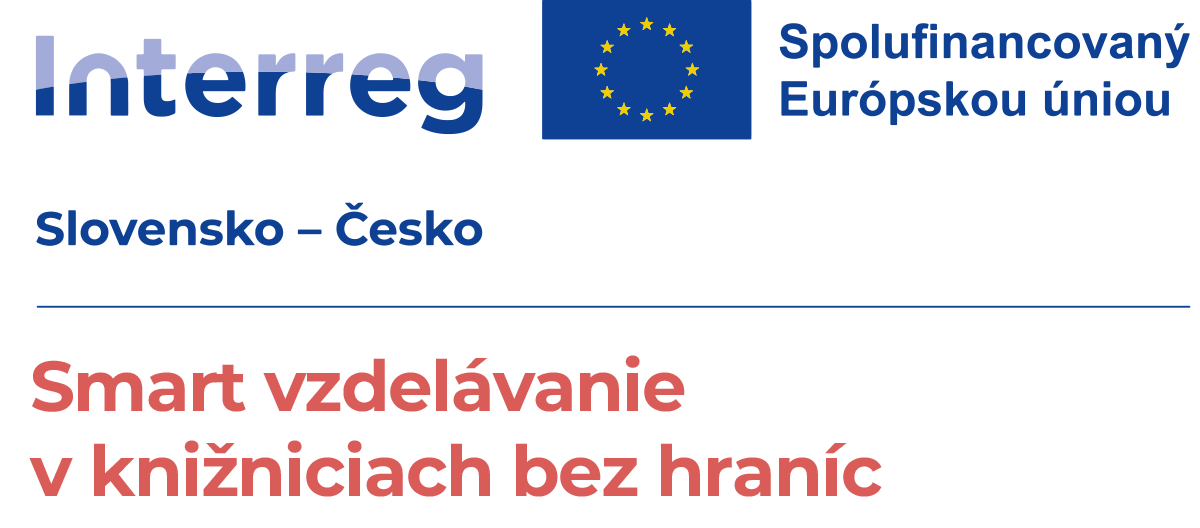 Interreg
Spolufinancovaný
Európskou úniou
Slovensko – Česko
Smart vzdelávanie
v knižniciach bez hraníc